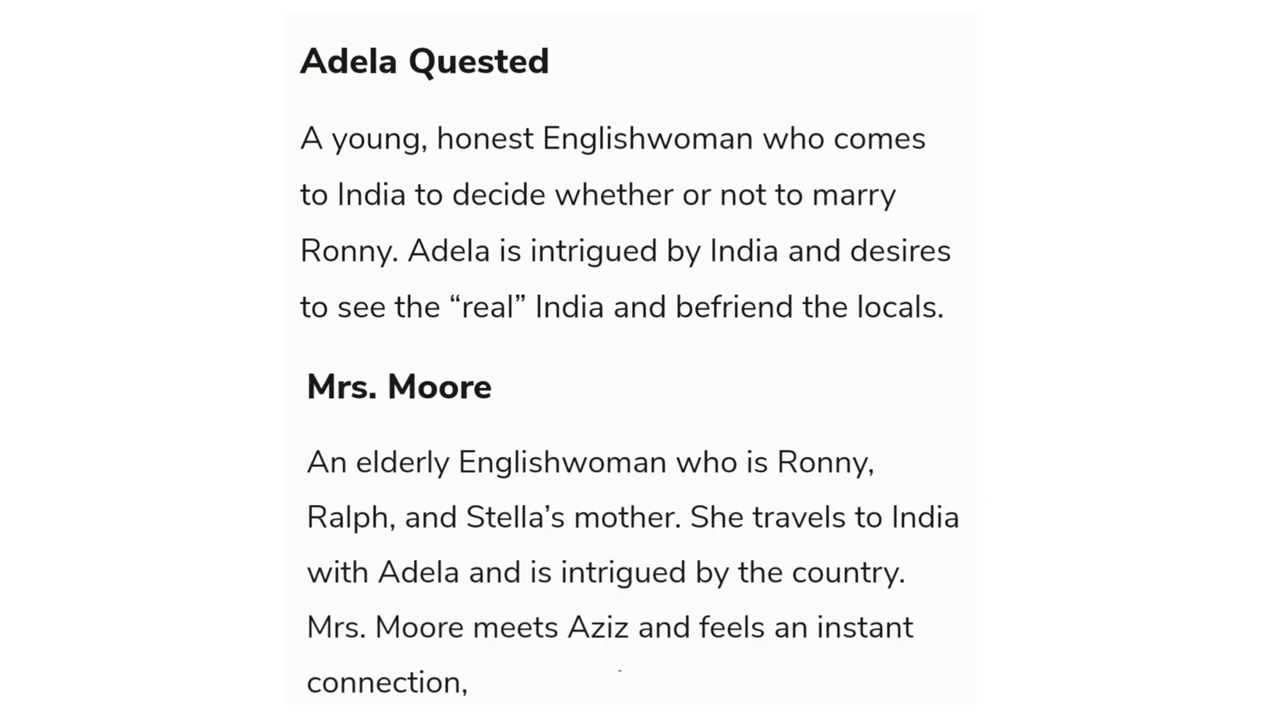 Adela Quested
A young, honest Englishwoman who comes
to India to decide whether or not to marry
Ronny. Adela is intrigued by India and desires
to see the “real” India and befriend the locals.
Mrs. Moore
An elderly Englishwoman who is Ronny,
Ralph, and Stella’s mother. She travels to India
with Adela and is intrigued by the country.
Mrs. Moore meets Aziz and feels an instant
connection,